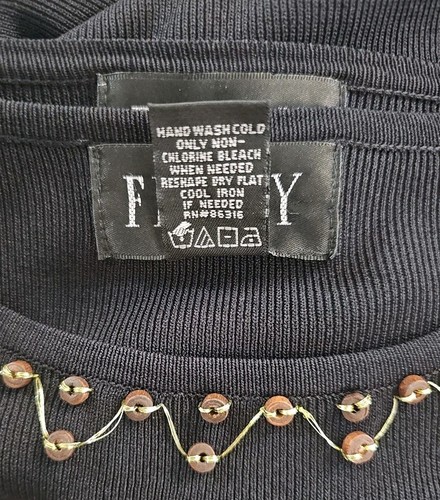 HAND WASH COLD
ONLY NON-
CHLORINE BLEACH
WHEN NEEDED
RESHAPE DRY FLAT
COOL IRON
IF NEEDED
RN#86316